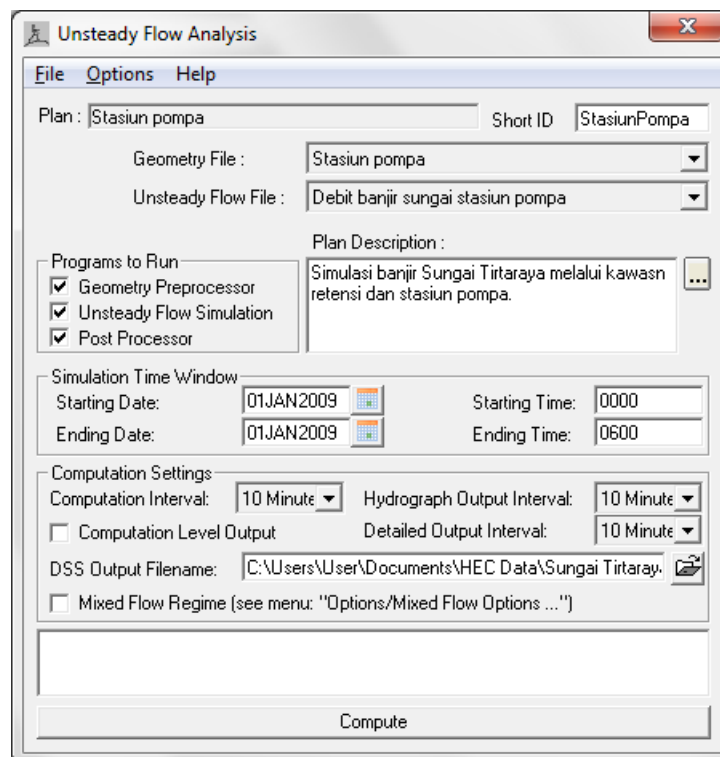 Unsteady Flow Analysis
File Options Help
Plan : Stasiun pompa Short ID StasiunPompa
Geometry File : Stasiun pompa
Unsteady Flow File : Debit banjir sungai stasiun pompa
Plan Description :
Programs to Run
Geometry Preprocessor
Unsteady Flow Simulation
Post Processor
Simulasi banjir Sungai Tirtaraya melalui kawasn
retensi dan stasiun pompa.
...
Simulation Time Window
Starting Date: 01JAN2009 Starting Time: 0000
Ending Date: 01JAN2009 Ending Time: 0600
Computation Settings
Computation Interval: 10 Minute Hydrograph Output Interval: 10 Minute
Computation Level Output Detailed Output Interval: 10 Minute
DSS Output Filename: C:\Users\User\Documents\HEC Data\Sungai Tirtaray
Mixed Flow Regime (see menu: "Options/Mixed Flow Options ...")
Compute